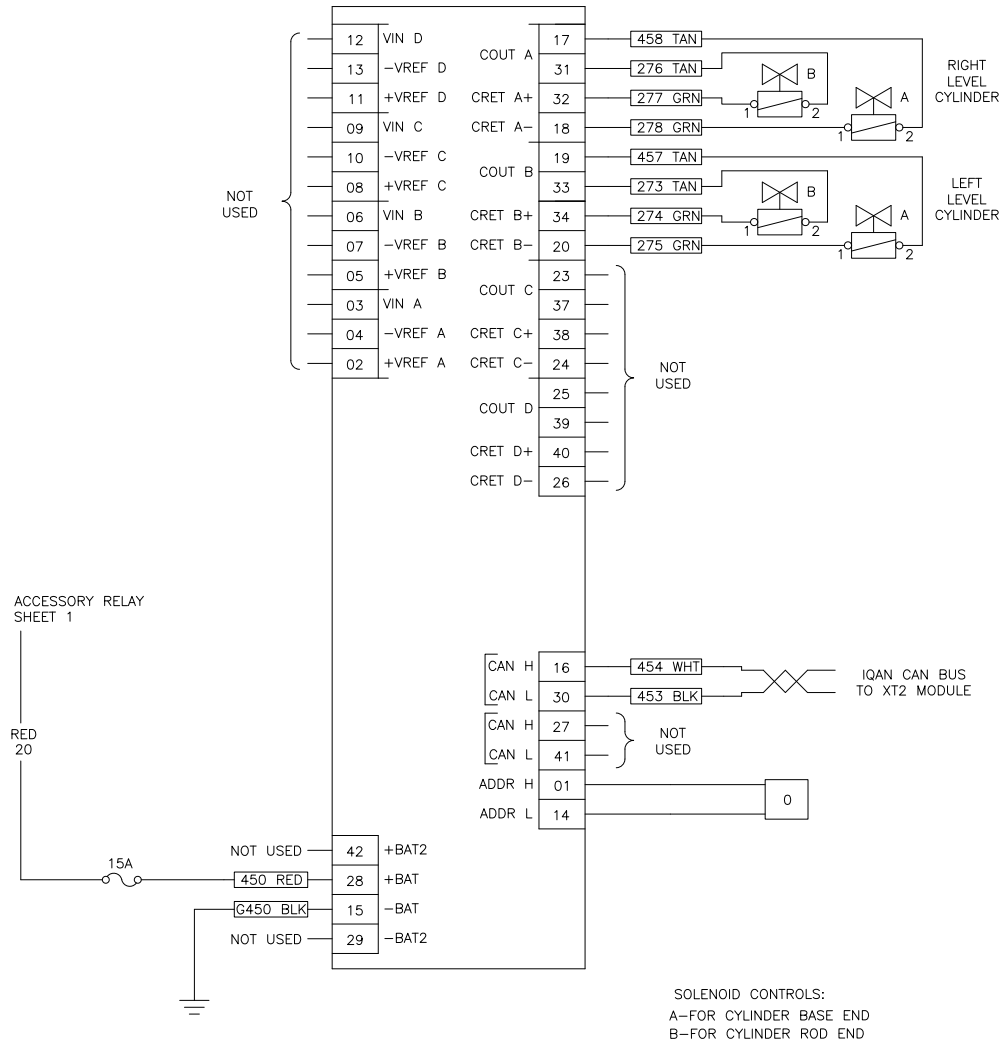 12 VIN D
13 -VREF D
11 +VREF D
09 VIN C
10 -VREF C
08 +VREF C
06 VIN B
07 -VREF B
05 +VREF B
03 VIN A
04 -VREF A
02 +VREF A
NOT
USED
COUT A
17 458 TAN
31 276 TAN
CRET A+ 32 277 GRN
CRET A- 18 278 GRN
1 B 2
1 A 2
RIGHT
LEVEL
CYLINDER
COUT B
19 457 TAN
33 273 TAN
CRET B+ 34 274 GRN
CRET B- 20 275 GRN
1 B 2
1 A 2
LEFT
LEVEL
CYLINDER
COUT C
23
37
CRET C+ 38
CRET C- 24
COUT D
25
39
CRET D+ 40
CRET D- 26
NOT
USED
ACCESSORY RELAY
SHEET 1
RED
20
15A
CAN H 16 454 WHT
CAN L 30 453 BLK
IQAN CAN BUS
TO XT2 MODULE
CAN H 27
CAN L 41
NOT
USED
ADDR H 01
ADDR L 14
0
NOT USED 42 +BAT2
450 RED 28 +BAT
G450 BLK 15 -BAT
NOT USED 29 -BAT2
SOLENOID CONTROLS:
A-FOR CYLINDER BASE END
B-FOR CYLINDER ROD END